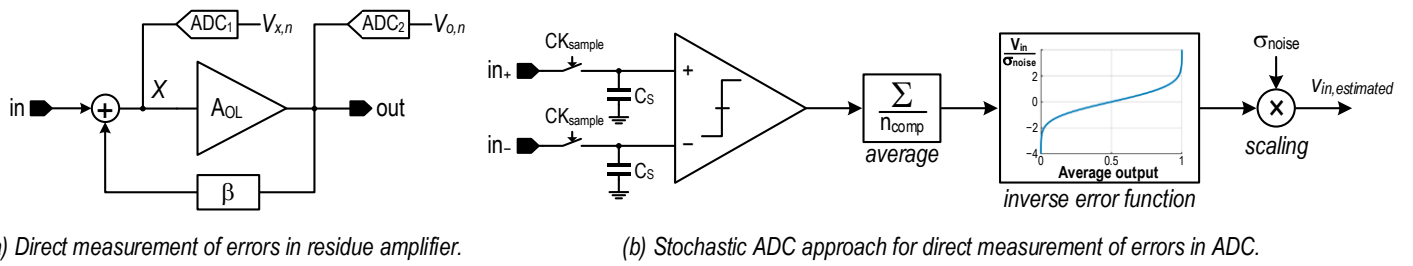 ADC₁
Vx,n
ADC₂
Vo,n
in
X
AOL
out
β
) Direct measurement of errors in residue amplifier.
CKsample
in+
+
CS
CKsample
in−
−
CS
Σ
ncomp
average
Vin
σnoise
2
0
−2
−4
0
0.5
1
Average output
inverse error function
σnoise
×
scaling
Vin,estimated
(b) Stochastic ADC approach for direct measurement of errors in ADC.